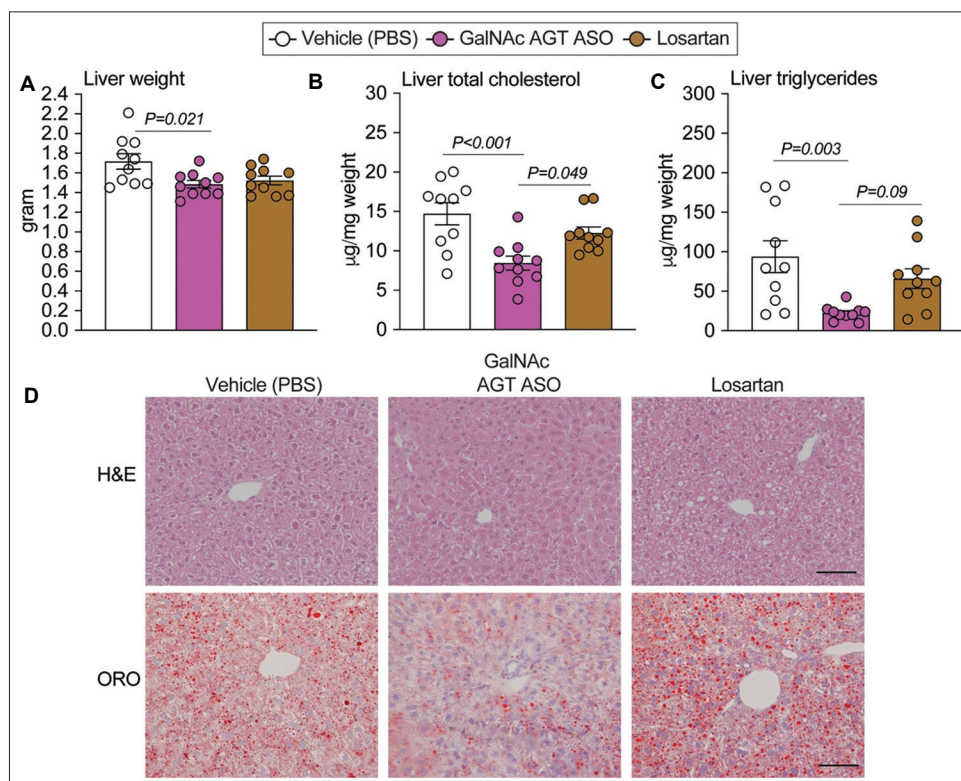 Vehicle (PBS) GalNAc AGT ASO Losartan
A Liver weight
2.4
2.2
2.0
1.8
1.6
1.4
1.2
1.0
0.8
0.6
0.4
0.2
0.0
gram
P=0.021
B Liver total cholesterol
30
25
20
15
10
5
0
µg/mg weight
P<0.001
P=0.049
C Liver triglycerides
300
250
200
150
100
50
0
µg/mg weight
P=0.003
P=0.09
D
Vehicle (PBS)
GalNAc
AGT ASO
Losartan
H&E
ORO